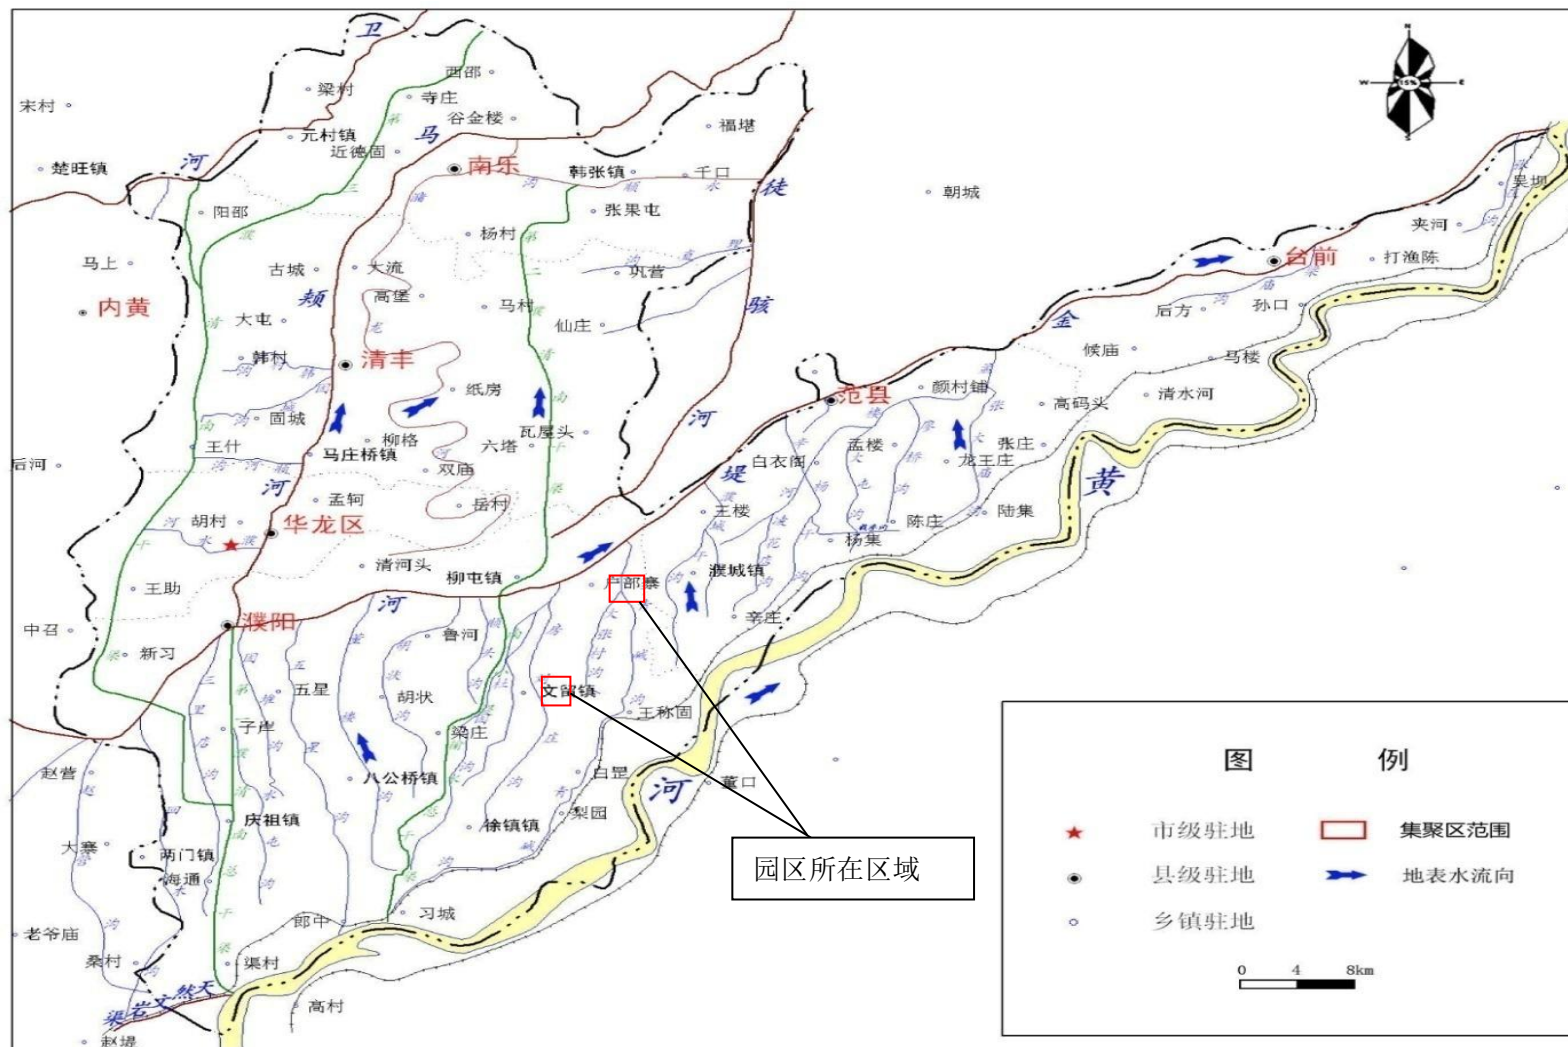 卫
西邵
梁村
寺庄
宋村
谷金楼
福堪
元村镇
马
近德固
河
楚旺镇
南乐
韩张镇
千口
徒
朝城
吴坝
阳邵
张果屯
杨村
夹河
马上
古城
大流
巩营
台前
打渔陈
内黄
颊
高堡
马村
骇
后方
孙口
大屯
仙庄
金
韩村
清丰
候庙
马楼
纸房
范县
颜村铺
清水河
固城
高码头
王什
柳格
六塔
瓦屋头
河
孟楼
张庄
后河
马庄桥镇
双庙
白衣阁
龙王庄
堤
黄
河
孟轲
岳村
王楼
陆集
胡村
华龙区
陈庄
杨集
清河头
柳屯镇
户部寨
濮城镇
王助
河
辛庄
中召
濮阳
鲁河
新习
五星
胡状
文留镇
王称固
子岸
梁庄
赵营
八公桥镇
白罡
河
董口
庆祖镇
徐镇镇
梨园
大寨
两门镇
海通
郎中
习城
老爷庙
桑村
渠村
渠岩文然天
高村
赵堤
园区所在区域
N
W
15%
E
S
图 例
市级驻地
集聚区范围
县级驻地
地表水流向
乡镇驻地
0 4 8km